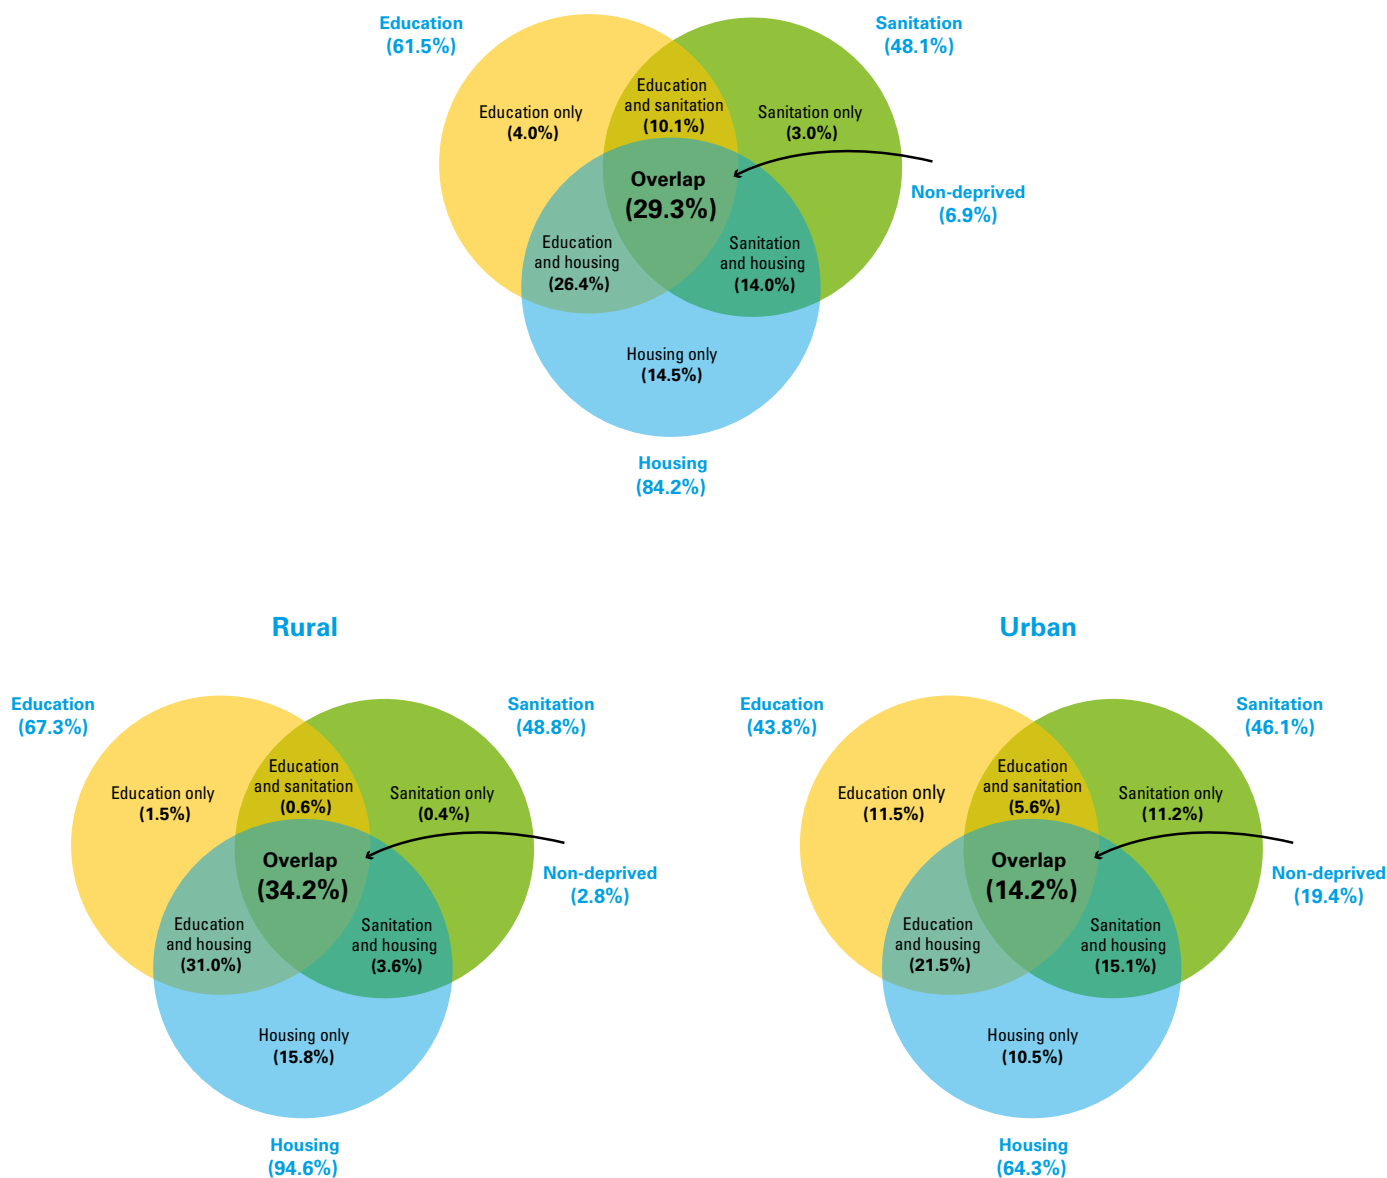 Education
(61.5%)
Sanitation
(48.1%)
Education only
(4.0%)
Education
and sanitation
(10.1%)
Sanitation only
(3.0%)
Overlap
(29.3%)
Non-deprived
(6.9%)
Education
and housing
(26.4%)
Sanitation
and housing
(14.0%)
Housing only
(14.5%)
Housing
(84.2%)
Rural
Education
(67.3%)
Sanitation
(48.8%)
Education only
(1.5%)
Education
and sanitation
(0.6%)
Sanitation only
(0.4%)
Overlap
(34.2%)
Non-deprived
(2.8%)
Education
and housing
(31.0%)
Sanitation
and housing
(3.6%)
Housing only
(15.8%)
Housing
(94.6%)
Urban
Education
(43.8%)
Sanitation
(46.1%)
Education only
(11.5%)
Education
and sanitation
(5.6%)
Sanitation only
(11.2%)
Overlap
(14.2%)
Non-deprived
(19.4%)
Education
and housing
(21.5%)
Sanitation
and housing
(15.1%)
Housing only
(10.5%)
Housing
(64.3%)